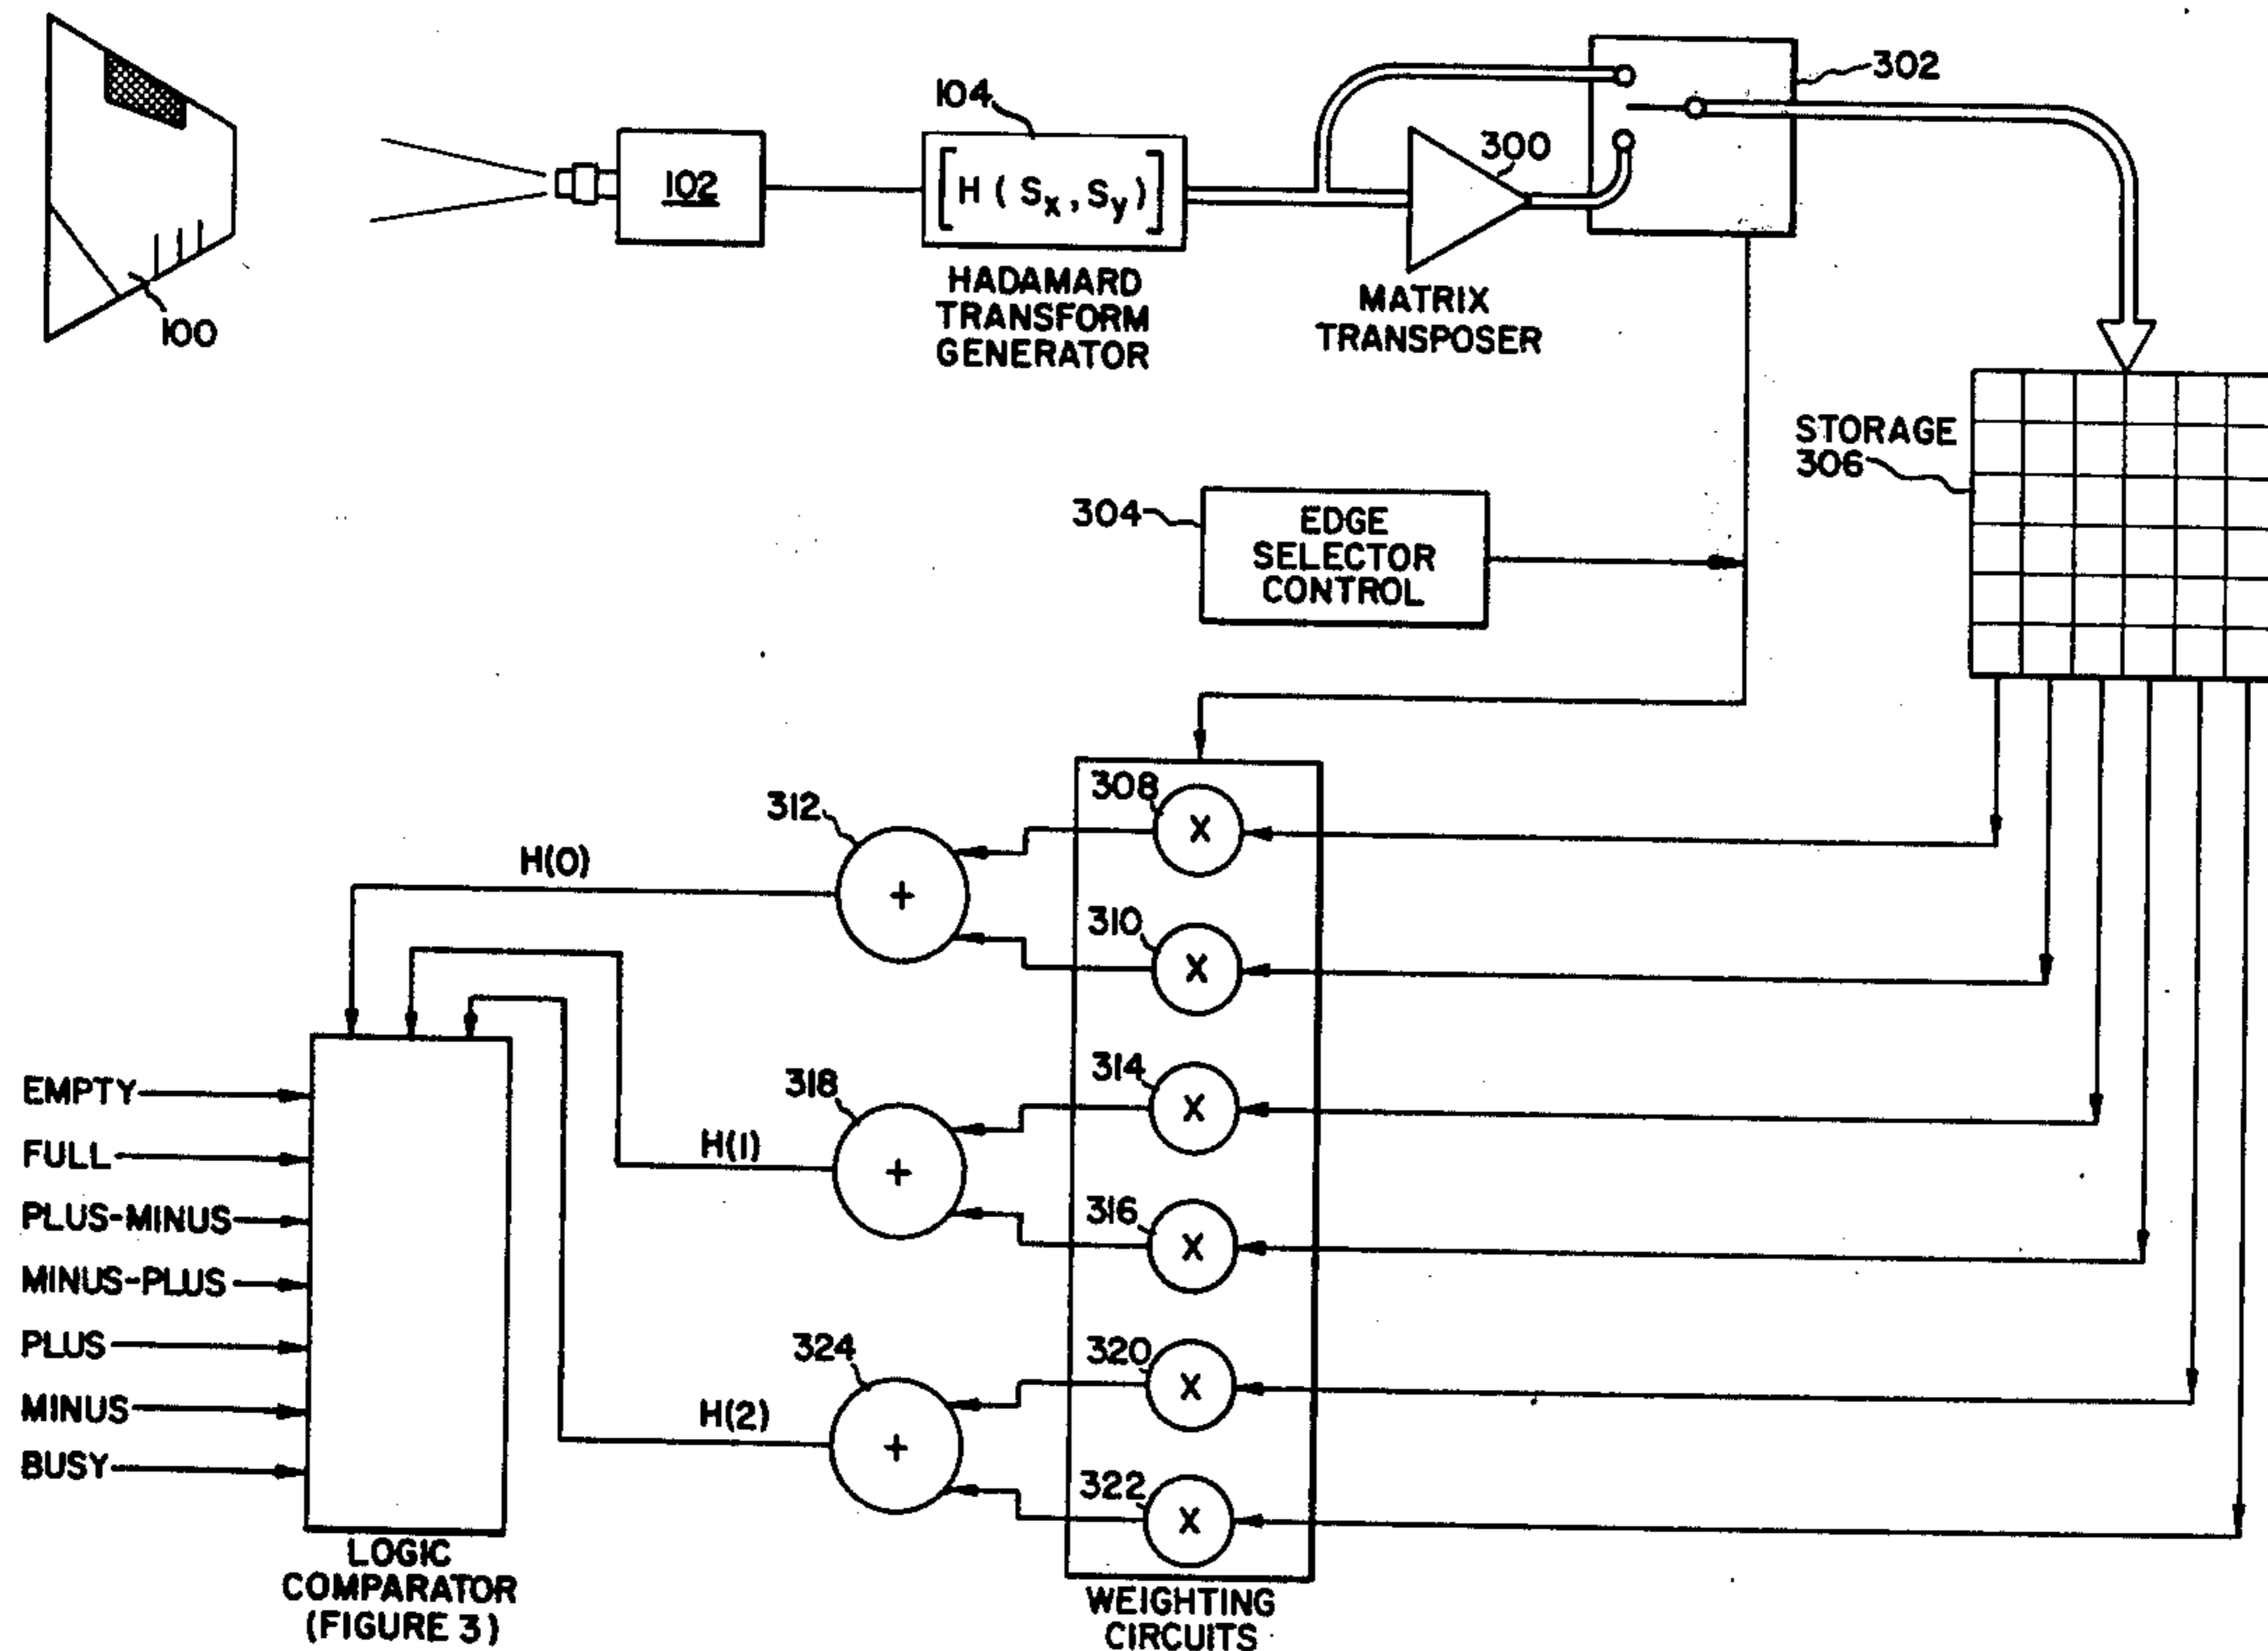 100
102
104
[H ( Sx , Sy )]
HADAMARD
TRANSFORM
GENERATOR
300
MATRIX
TRANSPOSER
302
304
EDGE
SELECTOR
CONTROL
STORAGE
306
308
X
310
X
312
+
H(0)
314
X
316
X
318
+
H(1)
320
X
322
X
324
+
H(2)
WEIGHTING
CIRCUITS
EMPTY
FULL
PLUS-MINUS
MINUS-PLUS
PLUS
MINUS
BUSY
LOGIC
COMPARATOR
(FIGURE 3)